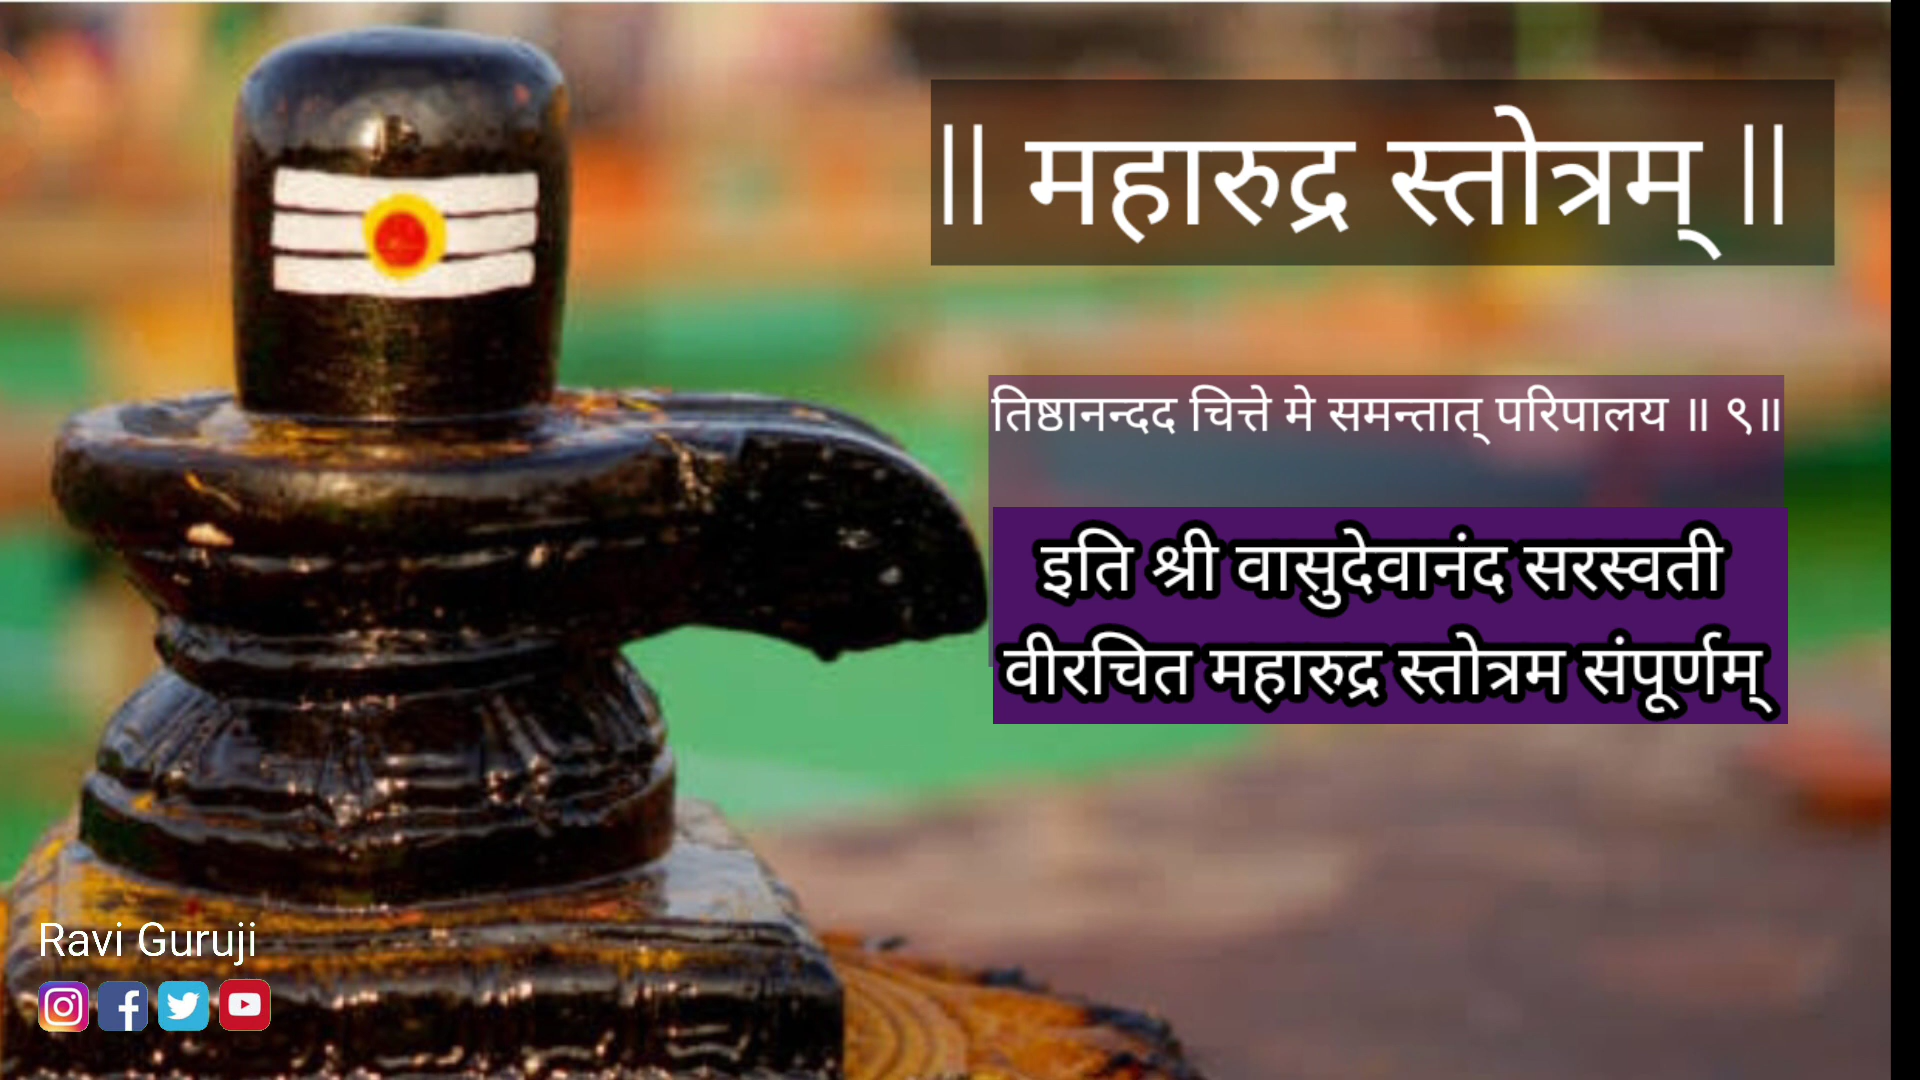 || महारुद्र स्तोत्रम् ||
तिष्ठानन्दद चित्ते मे समन्तात् परिपालय ॥ ९॥
इति श्री वासुदेवानंद सरस्वती
वीरचित महारुद्र स्तोत्रम संपूर्णम्
Ravi Guruji